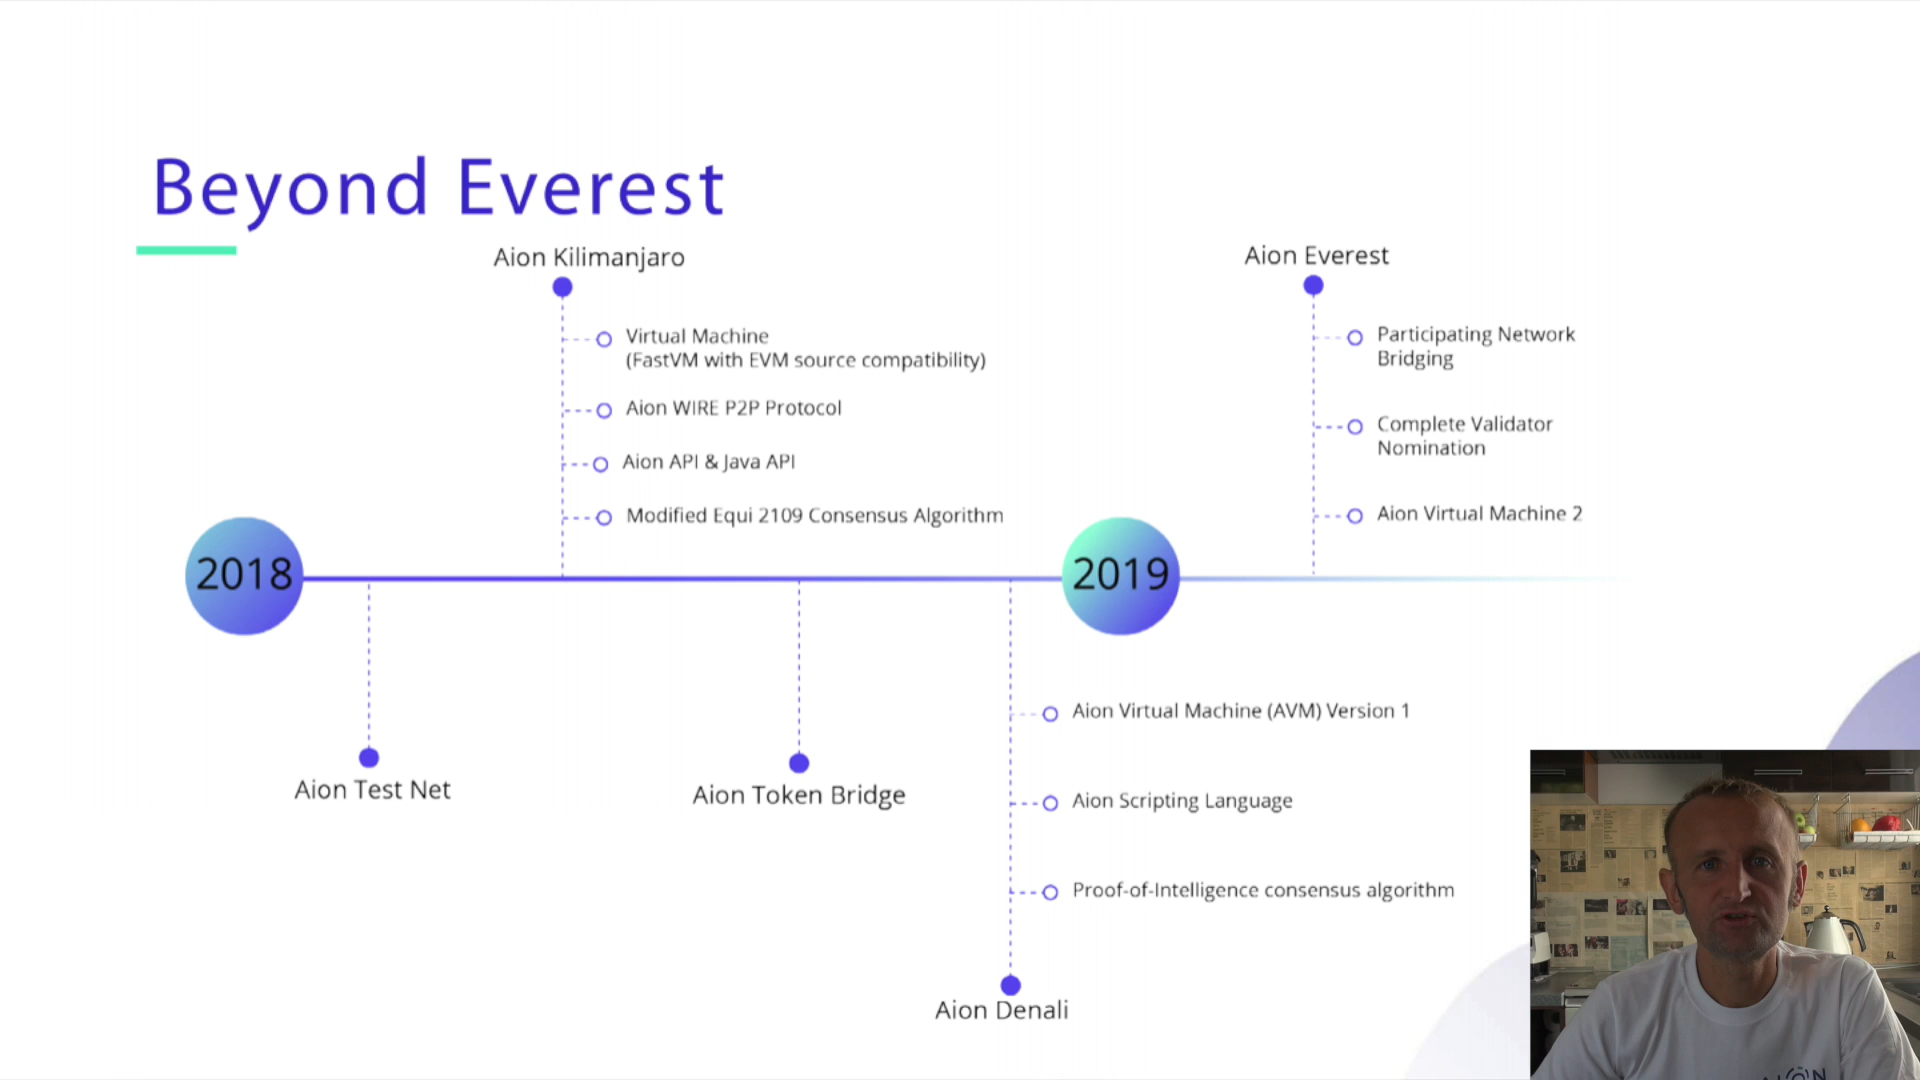 Beyond Everest
Aion Kilimanjaro
Virtual Machine
(FastVM with EVM source compatibility)
Aion WIRE P2P Protocol
Aion API & Java API
Modified Equi 2109 Consensus Algorithm
Aion Everest
Participating Network
Bridging
Complete Validator
Nomination
Aion Virtual Machine 2
2018
2019
Aion Test Net
Aion Token Bridge
Aion Virtual Machine (AVM) Version 1
Aion Scripting Language
Proof-of-Intelligence consensus algorithm
Aion Denali